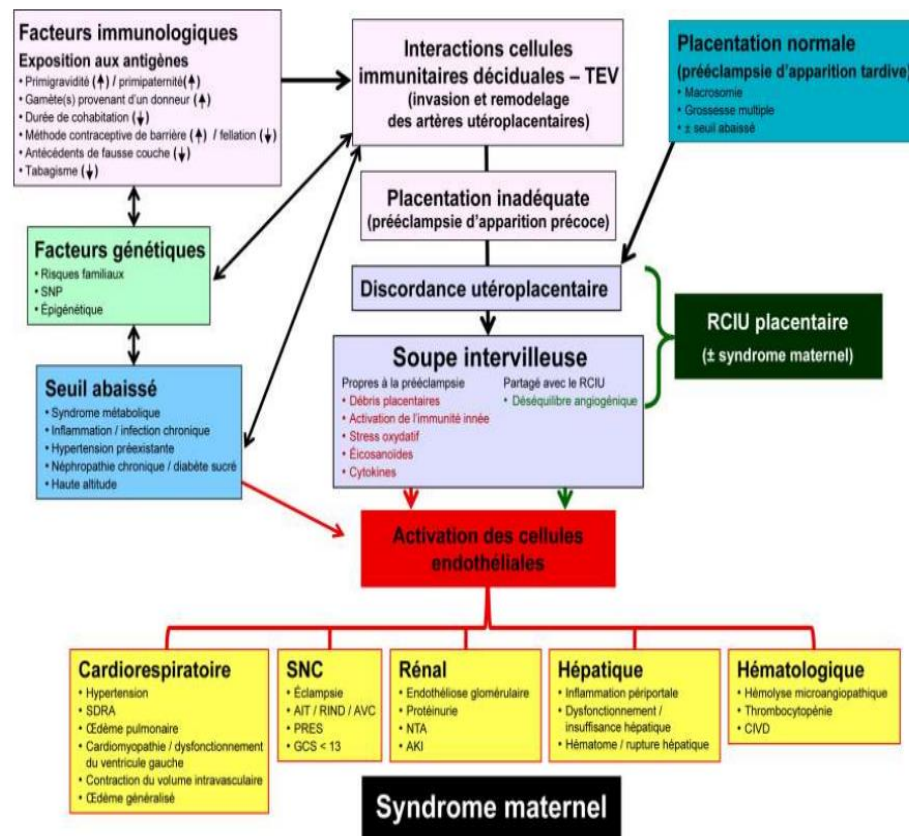 Facteurs immunologiques
Exposition aux antigènes
• Primigravidité (↑) / primipaternité(↑)
• Gamète(s) provenant d'un donneur (↑)
• Durée de cohabitation (↓)
• Méthode contraceptive de barrière (↑) / fellation (↓)
• Antécédents de fausse couche (↓)
• Tabagisme (↓)
Interactions cellules
immunitaires déciduales – TEV
(invasion et remodelage
des artères utéroplacentaires)
Placentation normale
(prééclampsie d'apparition tardive)
• Macrosomie
• Grossesse multiple
• ± seuil abaissé
Placentation inadéquate
(prééclampsie d'apparition précoce)
Facteurs génétiques
• Risques familiaux
• SNP
• Épigénétique
Discordance utéroplacentaire
RCIU placentaire
(± syndrome maternel)
Soupe intervilleuse
Propres à la prééclampsie
• Débris placentaires
• Activation de l'immunité innée
• Stress oxydatif
• Éicosanoïdes
• Cytokines
Partagé avec le RCIU
• Déséquilibre angiogénique
Seuil abaissé
• Syndrome métabolique
• Inflammation / infection chronique
• Hypertension préexistante
• Néphropathie chronique / diabète sucré
• Haute altitude
Activation des cellules
endothéliales
Cardiorespiratoire
• Hypertension
• SDRA
• Œdème pulmonaire
• Cardiomyopathie / dysfonctionnement
du ventricule gauche
• Contraction du volume intravasculaire
• Œdème généralisé
SNC
• Éclampsie
• AIT / RIND / AVC
• PRES
• GCS < 13
Rénal
• Endothéliose glomérulaire
• Protéinurie
• NTA
• AKI
Hépatique
• Inflammation périportale
• Dysfonctionnement /
insuffisance hépatique
• Hématome / rupture hépatique
Hématologique
• Hémolyse microangiopathique
• Thrombocytopénie
• CIVD
Syndrome maternel